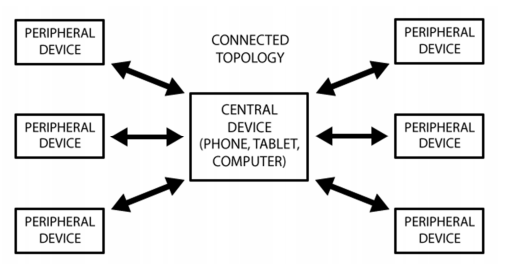 PERIPHERAL
DEVICE
CONNECTED
TOPOLOGY
PERIPHERAL
DEVICE
PERIPHERAL
DEVICE
CENTRAL
DEVICE
(PHONE, TABLET,
COMPUTER)
PERIPHERAL
DEVICE
PERIPHERAL
DEVICE
PERIPHERAL
DEVICE